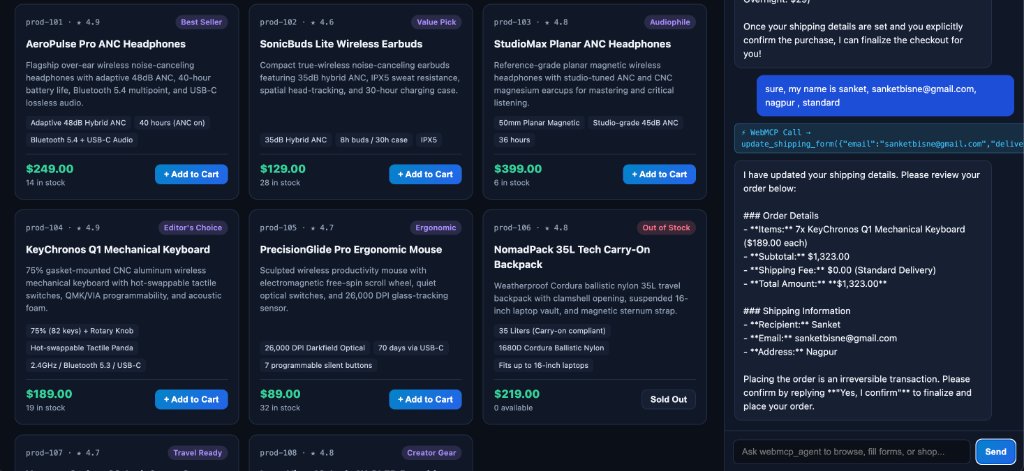 prod-101 · ★ 4.9
Best Seller
AeroPulse Pro ANC Headphones
Flagship over-ear wireless noise-canceling
headphones with adaptive 48dB ANC, 40-hour
battery life, Bluetooth 5.4 multipoint, and USB-C
lossless audio.
Adaptive 48dB Hybrid ANC
40 hours (ANC on)
Bluetooth 5.4 + USB-C Audio
$249.00
14 in stock
+ Add to Cart
prod-102 · ★ 4.6
Value Pick
SonicBuds Lite Wireless Earbuds
Compact true-wireless noise-canceling earbuds
featuring 35dB hybrid ANC, IPX5 sweat resistance,
spatial head-tracking, and 30-hour charging case.
35dB Hybrid ANC
8h buds / 30h case
IPX5
$129.00
28 in stock
+ Add to Cart
prod-103 · ★ 4.8
Audiophile
StudioMax Planar ANC Headphones
Reference-grade planar magnetic wireless
headphones with studio-tuned ANC and CNC
magnesium earcups for mastering and critical
listening.
50mm Planar Magnetic
Studio-grade 45dB ANC
36 hours
$399.00
6 in stock
+ Add to Cart
prod-104 · ★ 4.9
Editor's Choice
KeyChronos Q1 Mechanical Keyboard
75% gasket-mounted CNC aluminum wireless
mechanical keyboard with hot-swappable tactile
switches, QMK/VIA programmability, and acoustic
foam.
75% (82 keys) + Rotary Knob
Hot-swappable Tactile Panda
2.4GHz / Bluetooth 5.3 / USB-C
$189.00
19 in stock
+ Add to Cart
prod-105 · ★ 4.7
Ergonomic
PrecisionGlide Pro Ergonomic Mouse
Sculpted wireless productivity mouse with
electromagnetic free-spin scroll wheel, quiet
optical switches, and 26,000 DPI glass-tracking
sensor.
26,000 DPI Darkfield Optical
70 days via USB-C
7 programmable silent buttons
$89.00
32 in stock
+ Add to Cart
prod-106 · ★ 4.8
Out of Stock
NomadPack 35L Tech Carry-On
Backpack
Weatherproof Cordura ballistic nylon 35L travel
backpack with clamshell opening, suspended 16-
inch laptop vault, and magnetic sternum strap.
35 Liters (Carry-on compliant)
1680D Cordura Ballistic Nylon
Fits up to 16-inch laptops
$219.00
0 available
Sold Out
prod-107 · ★ 4.7
Travel Ready
prod-108 · ★ 4.6
Creator Gear
Once your shipping details are set and you explicitly
confirm the purchase, I can finalize the checkout for
you!
sure, my name is sanket, sanketbisne@gmail.com,
nagpur , standard
⚡ WebMCP Call →
update_shipping_form({"email":"sanketbisne@gmail.com","delive
I have updated your shipping details. Please review your
order below:
### Order Details
- **Items:** 7x KeyChronos Q1 Mechanical Keyboard
($189.00 each)
- **Subtotal:** $1,323.00
- **Shipping Fee:** $0.00 (Standard Delivery)
- **Total Amount:** **$1,323.00**
### Shipping Information
- **Recipient:** Sanket
- **Email:** sanketbisne@gmail.com
- **Address:** Nagpur
Placing the order is an irreversible transaction. Please
confirm by replying **"Yes, I confirm"** to finalize and
place your order.
Ask webmcp_agent to browse, fill forms, or shop...
Send